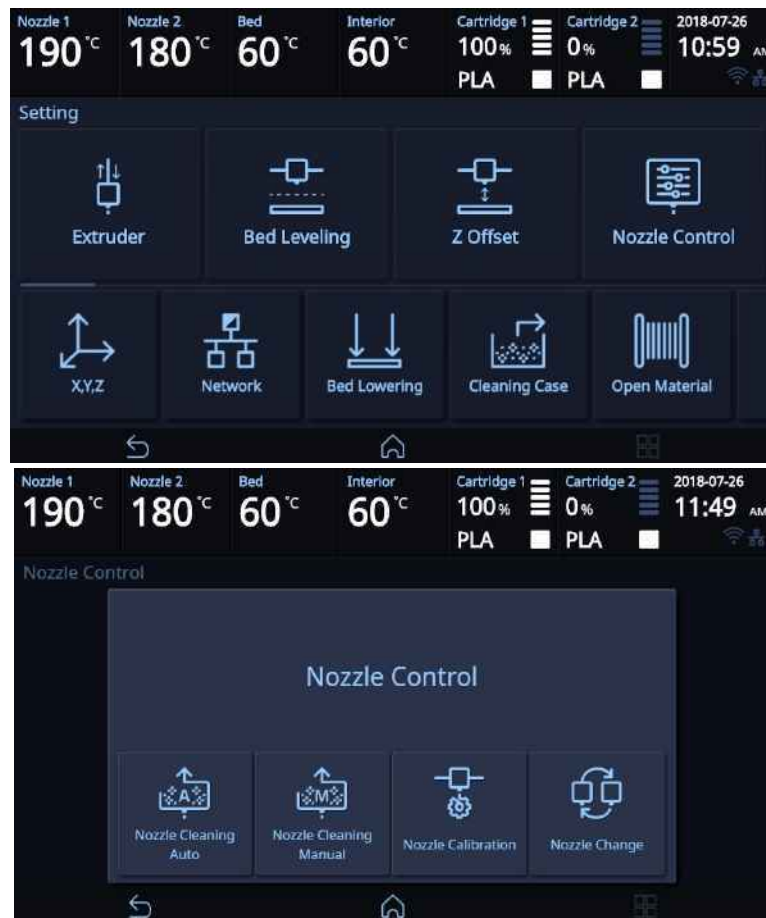 Nozzle 1 Nozzle 2 Bed Interior Cartridge 1 Cartridge 2 2018-07-26
190°C 180°C 60°C 60°C 100% 0% 10:59 AM
PLA PLA
Setting
Extruder Bed Leveling Z Offset Nozzle Control
X,Y,Z Network Bed Lowering Cleaning Case Open Material
Nozzle 1 Nozzle 2 Bed Interior Cartridge 1 Cartridge 2 2018-07-26
190°C 180°C 60°C 60°C 100% 0% 11:49 AM
PLA PLA
Nozzle Control
Nozzle Control
A M
Nozzle Cleaning Auto Nozzle Cleaning Manual Nozzle Calibration Nozzle Change